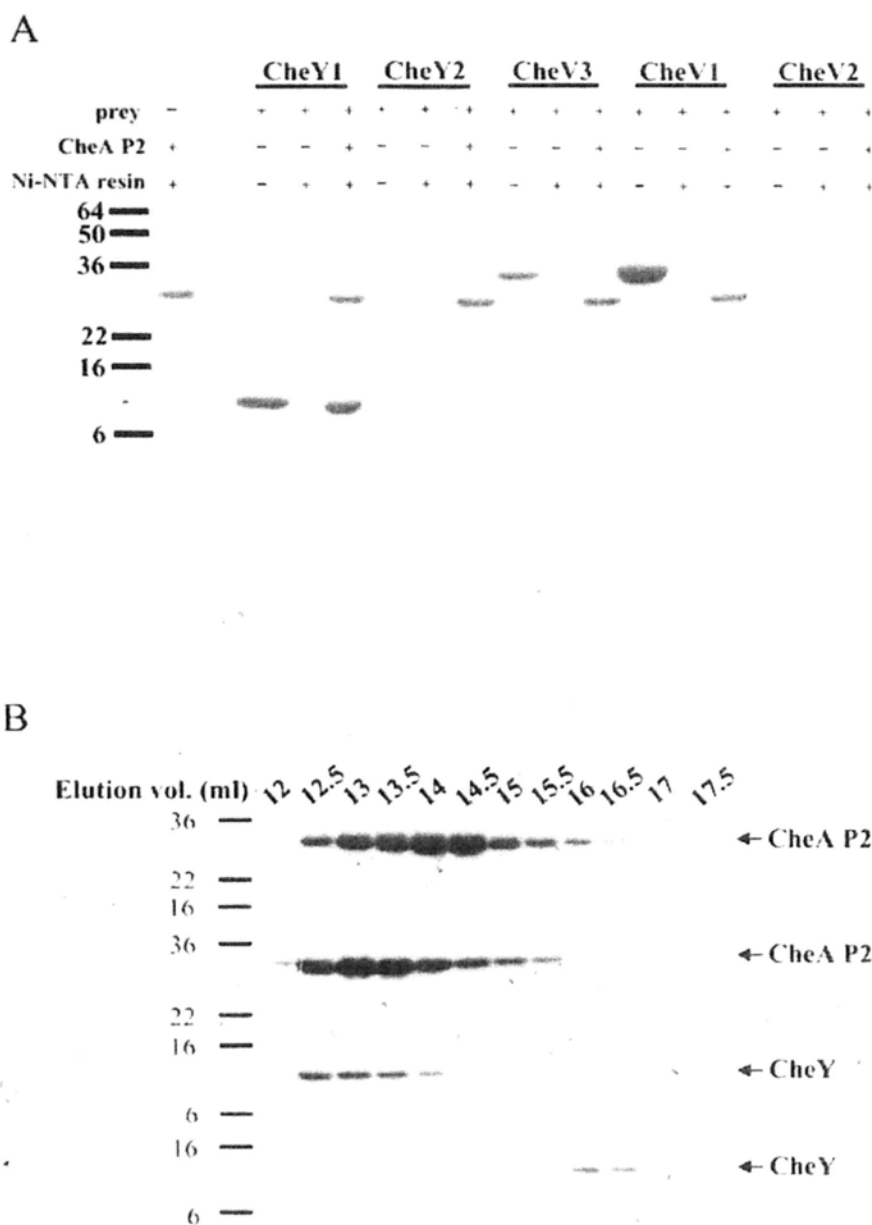 A
CheY1 CheY2 CheV3 CheV1 CheV2
prey - + + + + + + + + + + + + + + +
CheA P2 + - - + - - + - - + - - + - - +
Ni-NTA resin + - + + - + + - + + - + + - + +
64
50
36
22
16
6
B
Elution vol. (ml) 12 12.5 13 13.5 14 14.5 15 15.5 16 16.5 17 17.5
36
← CheA P2
22
16
36
← CheA P2
22
16
← CheY
6
16
← CheY
6